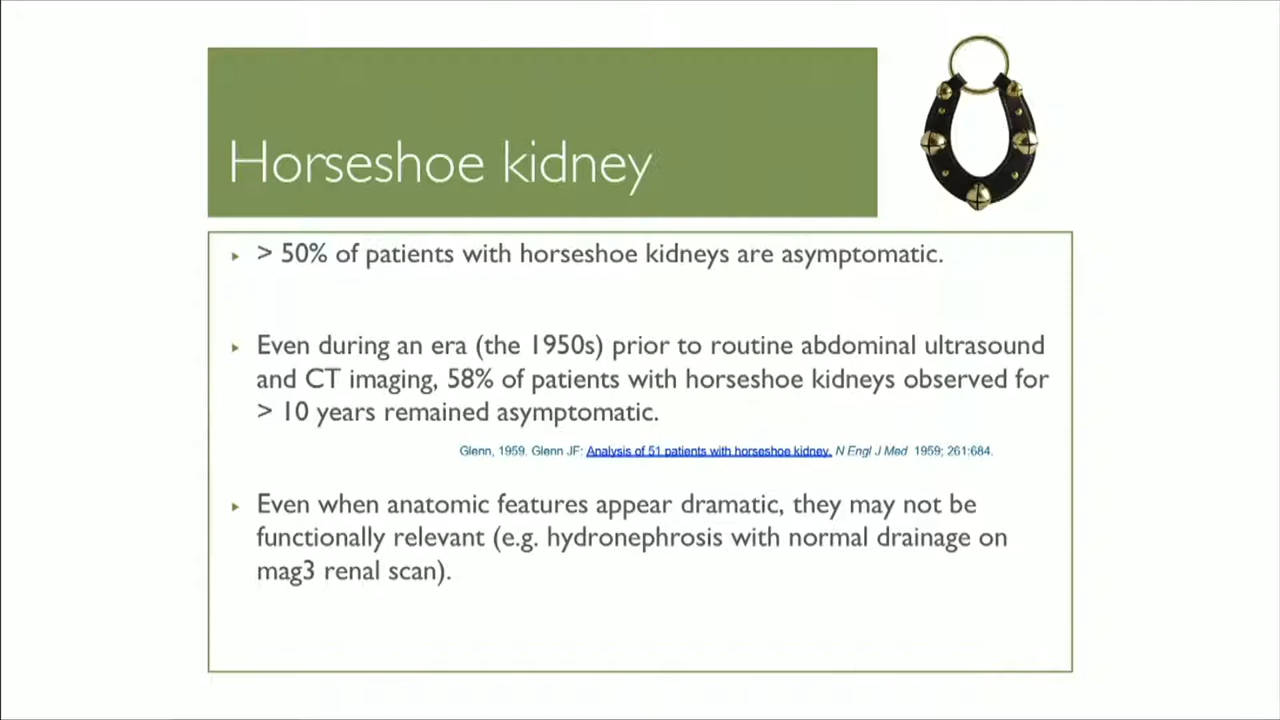 Horseshoe kidney
> 50% of patients with horseshoe kidneys are asymptomatic.
Even during an era (the 1950s) prior to routine abdominal ultrasound
and CT imaging, 58% of patients with horseshoe kidneys observed for
> 10 years remained asymptomatic.
Glenn, 1959. Glenn JF: Analysis of 51 patients with horseshoe kidney. N Engl J Med 1959; 261:684.
Even when anatomic features appear dramatic, they may not be
functionally relevant (e.g. hydronephrosis with normal drainage on
mag3 renal scan).